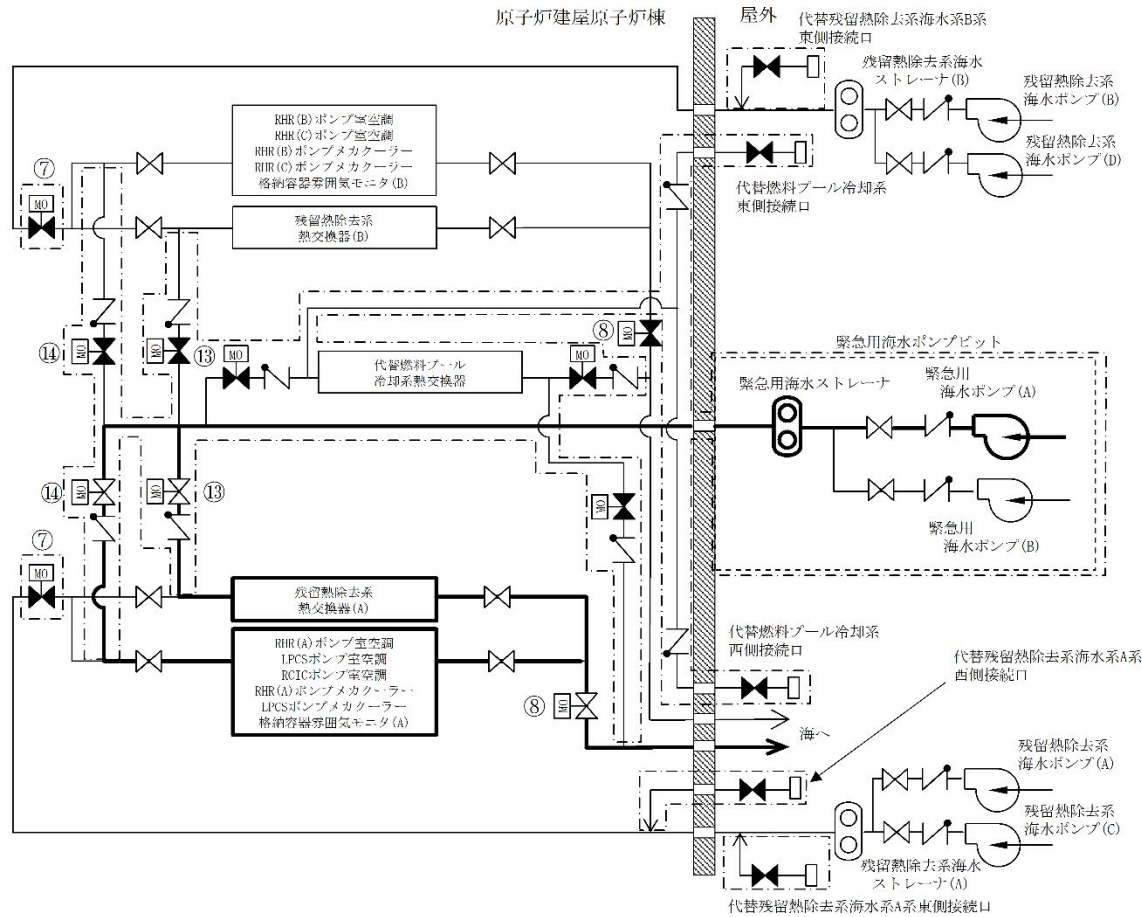 原子炉建屋原子炉棟
屋外
代替残留熱除去系海水系B系
東側接続口
残留熱除去系海水
ストレーナ(B)
残留熱除去系
海水ポンプ(B)
残留熱除去系
海水ポンプ(D)
RHR(B)ポンプ室空調
RHR(C)ポンプ室空調
RHR(B)ポンプメカクーラー
RHR(C)ポンプメカクーラー
格納容器雰囲気モニタ(B)
⑦
MO
代替燃料プール冷却系
東側接続口
残留熱除去系
熱交換器(B)
⑧
MO
⑭
MO
MO
⑬
MO
代替燃料プール
冷却系熱交換器
MO
緊急用海水ポンプピット
緊急用海水ストレーナ
緊急用
海水ポンプ(A)
⑭
MO
MO
⑬
MO
緊急用
海水ポンプ(B)
⑦
MO
残留熱除去系
熱交換器(A)
RHR(A)ポンプ室空調
LPCSポンプ室空調
RCICポンプ室空調
RHR(A)ポンプメカクーラー
LPCSポンプメカクーラー
格納容器雰囲気モニタ(A)
代替燃料プール冷却系
西側接続口
代替残留熱除去系海水系A系
西側接続口
⑧
MO
海へ
残留熱除去系
海水ポンプ(A)
残留熱除去系
海水ポンプ(C)
残留熱除去系海水
ストレーナ(A)
代替残留熱除去系海水系A系東側接続口